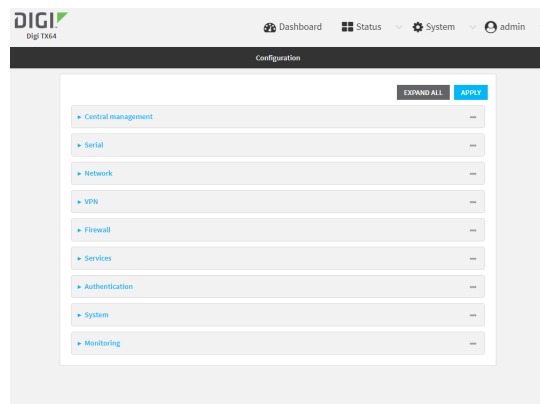 DIGI
Digi TX64
Dashboard Status System admin
Configuration
EXPAND ALL APPLY
Central management
Serial
Network
VPN
Firewall
Services
Authentication
System
Monitoring